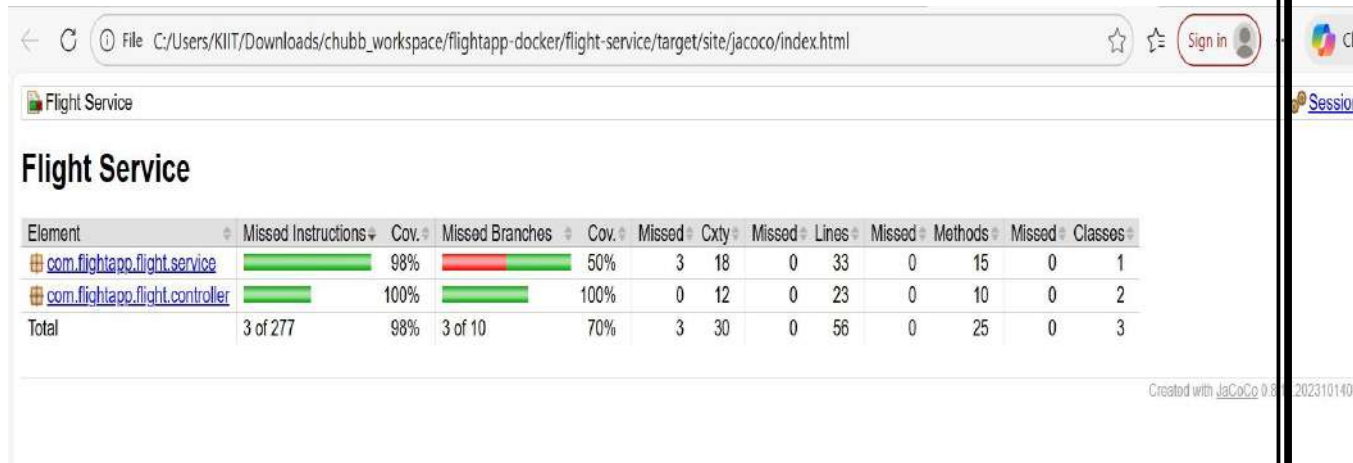 File C:/Users/KIIT/Downloads/chubb_workspace/flightapp-docker/flight-service/target/site/jacoco/index.html Sign in
Flight Service
Flight Service
Element Missed Instructions Cov. Missed Branches Cov. Missed Cxty Missed Lines Missed Methods Missed Classes
com.flightapp.flight.service 98% 50% 3 18 0 33 0 15 0 1
com.flightapp.flight.controller 100% 100% 0 12 0 23 0 10 0 2
Total 3 of 277 98% 3 of 10 70% 3 30 0 56 0 25 0 3
Created with JaCoCo